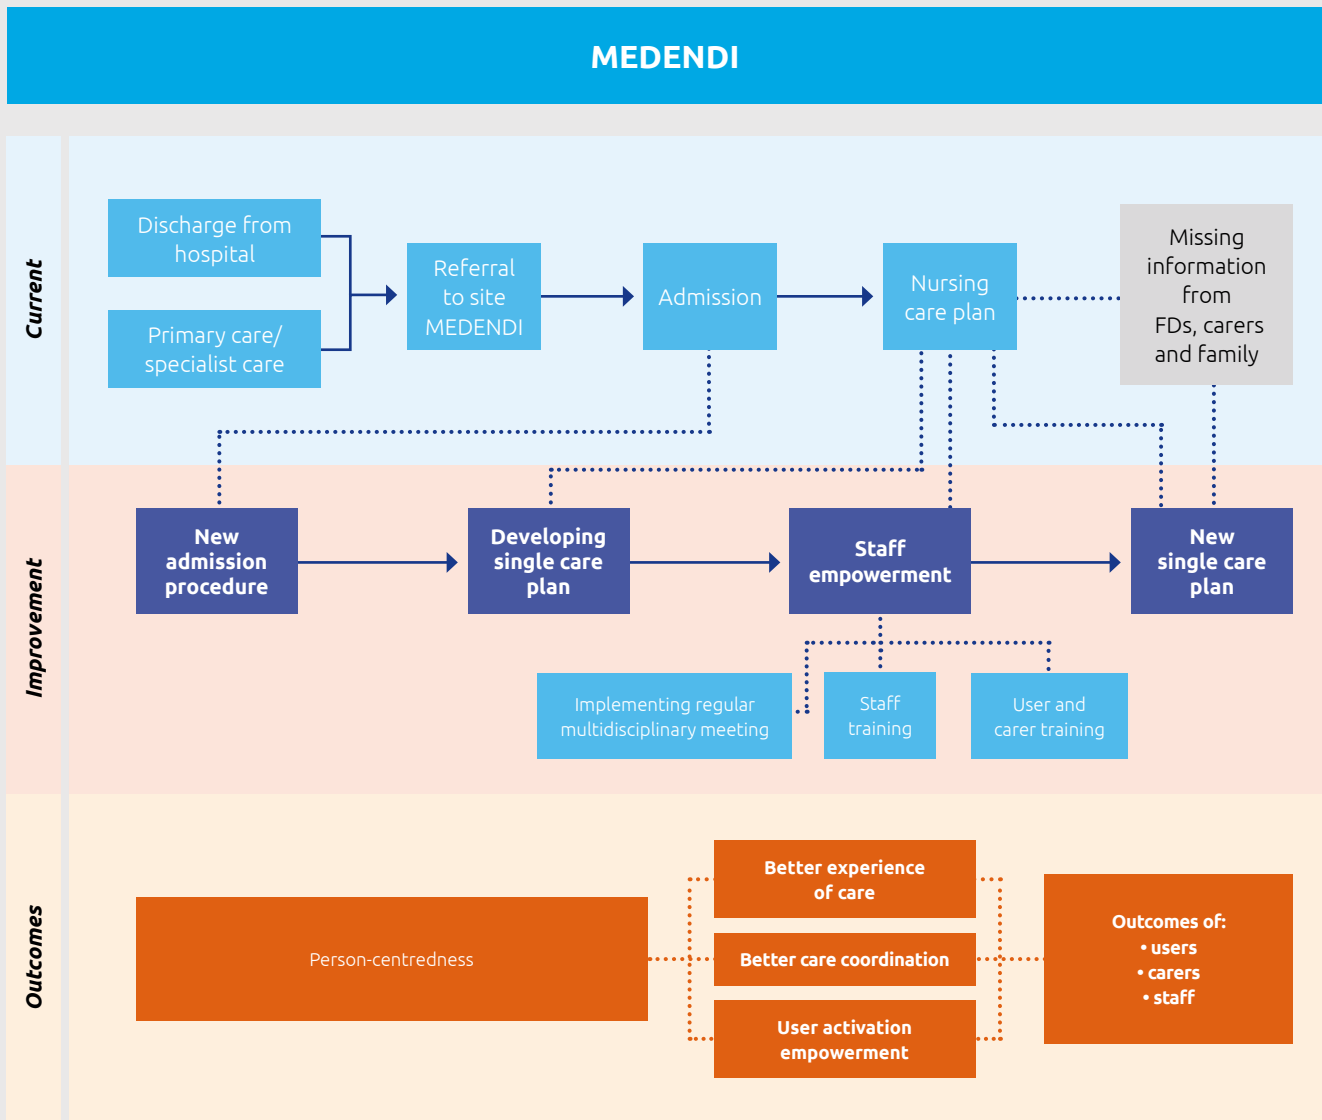 MEDENDI
Current
Discharge from
hospital
Primary care/
specialist care
Referral
to site
MEDENDI
Admission
Nursing
care plan
Missing
information
from
FDs, carers
and family
Improvement
New
admission
procedure
Developing
single care
plan
Staff
empowerment
New
single care
plan
Implementing regular
multidisciplinary meeting
Staff
training
User and
carer training
Outcomes
Person-centredness
Better experience
of care
Better care coordination
User activation
empowerment
Outcomes of:
• users
• carers
• staff